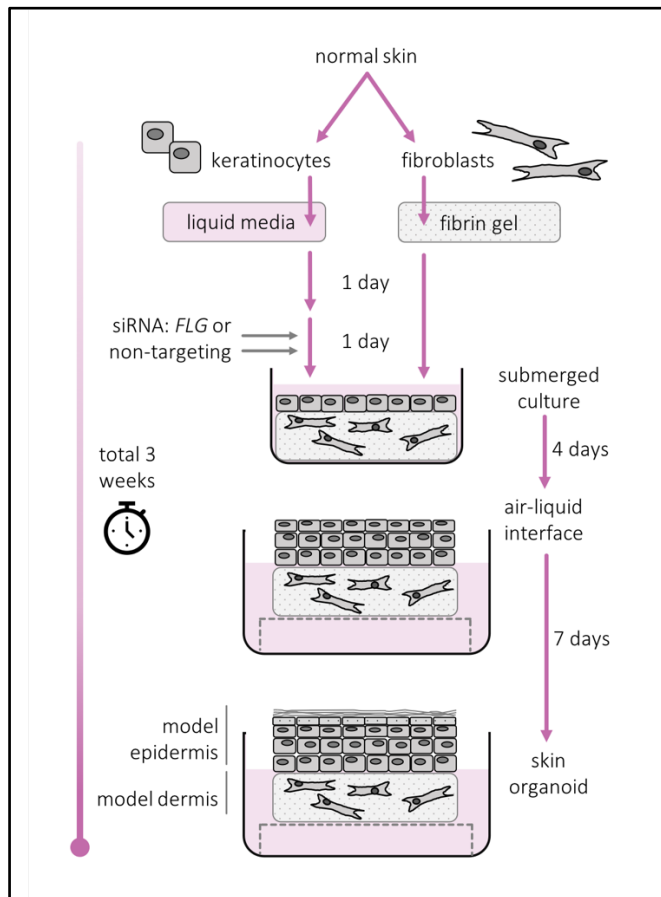 normal skin
keratinocytes
fibroblasts
liquid media
fibrin gel
1 day
siRNA: FLG or
non-targeting
1 day
submerged
culture
total 3
weeks
4 days
air-liquid
interface
7 days
model
epidermis
skin
organoid
model dermis